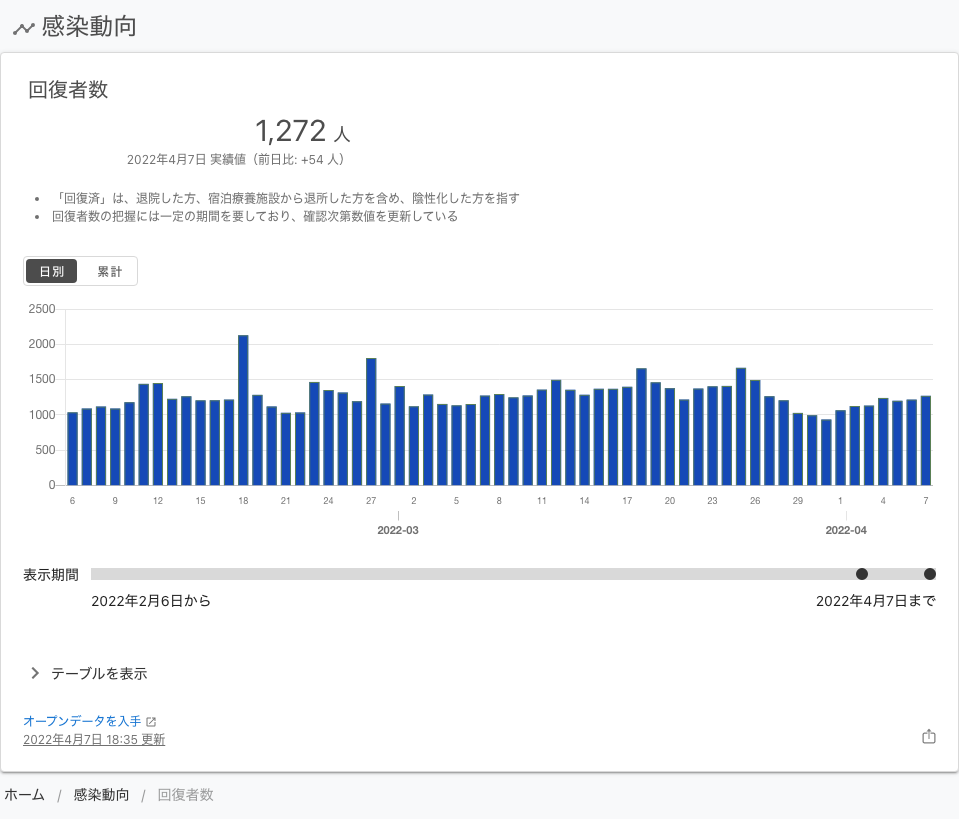 感染動向
回復者数
1,272 人
2022年4月7日 実績値（前日比: +54 人）
• 「回復済」は、退院した方、宿泊療養施設から退所した方を含め、陰性化した方を指す
• 回復者数の把握には一定の期間を要しており、確認次第数値を更新している
日別 累計
2500
2000
1500
1000
500
0
6 9 12 15 18 21 24 27 2 5 8 11 14 17 20 23 26 29 1 4 7
2022-03 2022-04
表示期間
2022年2月6日から 2022年4月7日まで
テーブルを表示
オープンデータを入手
2022年4月7日 18:35 更新
ホーム / 感染動向 / 回復者数